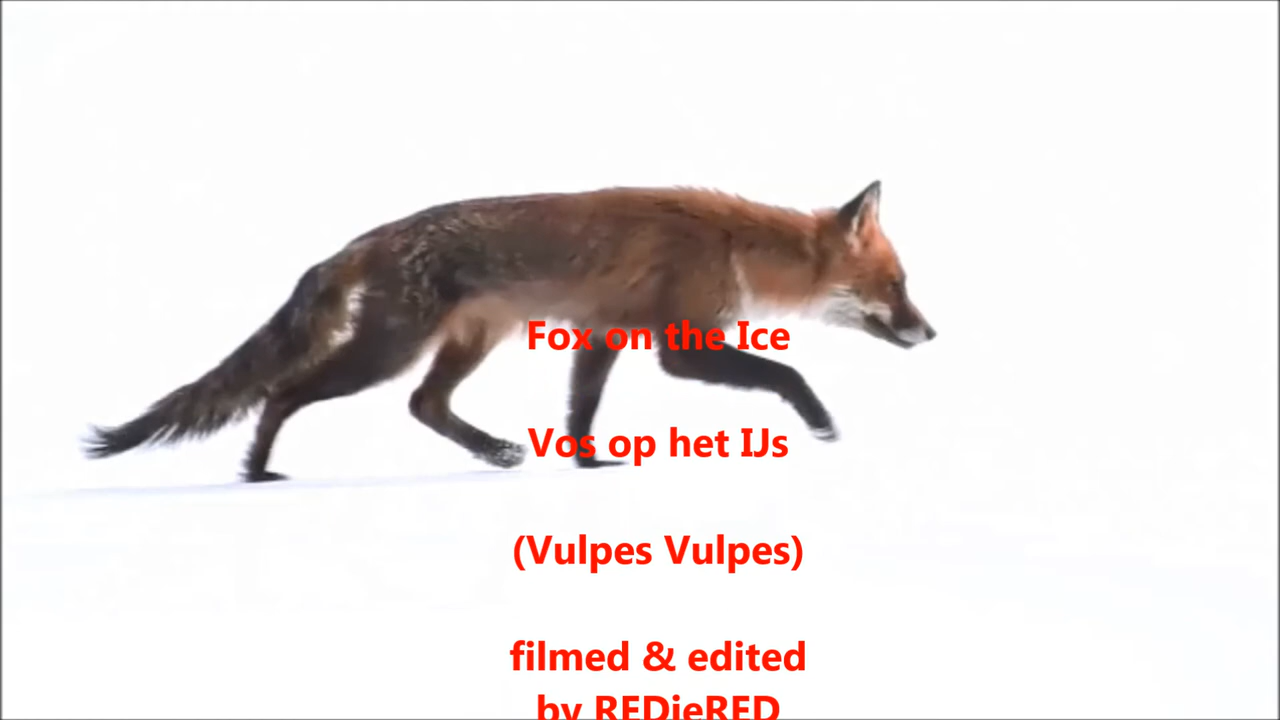 Fox on the Ice
Vos op het IJs
(Vulpes Vulpes)
filmed & edited
by REDieRED